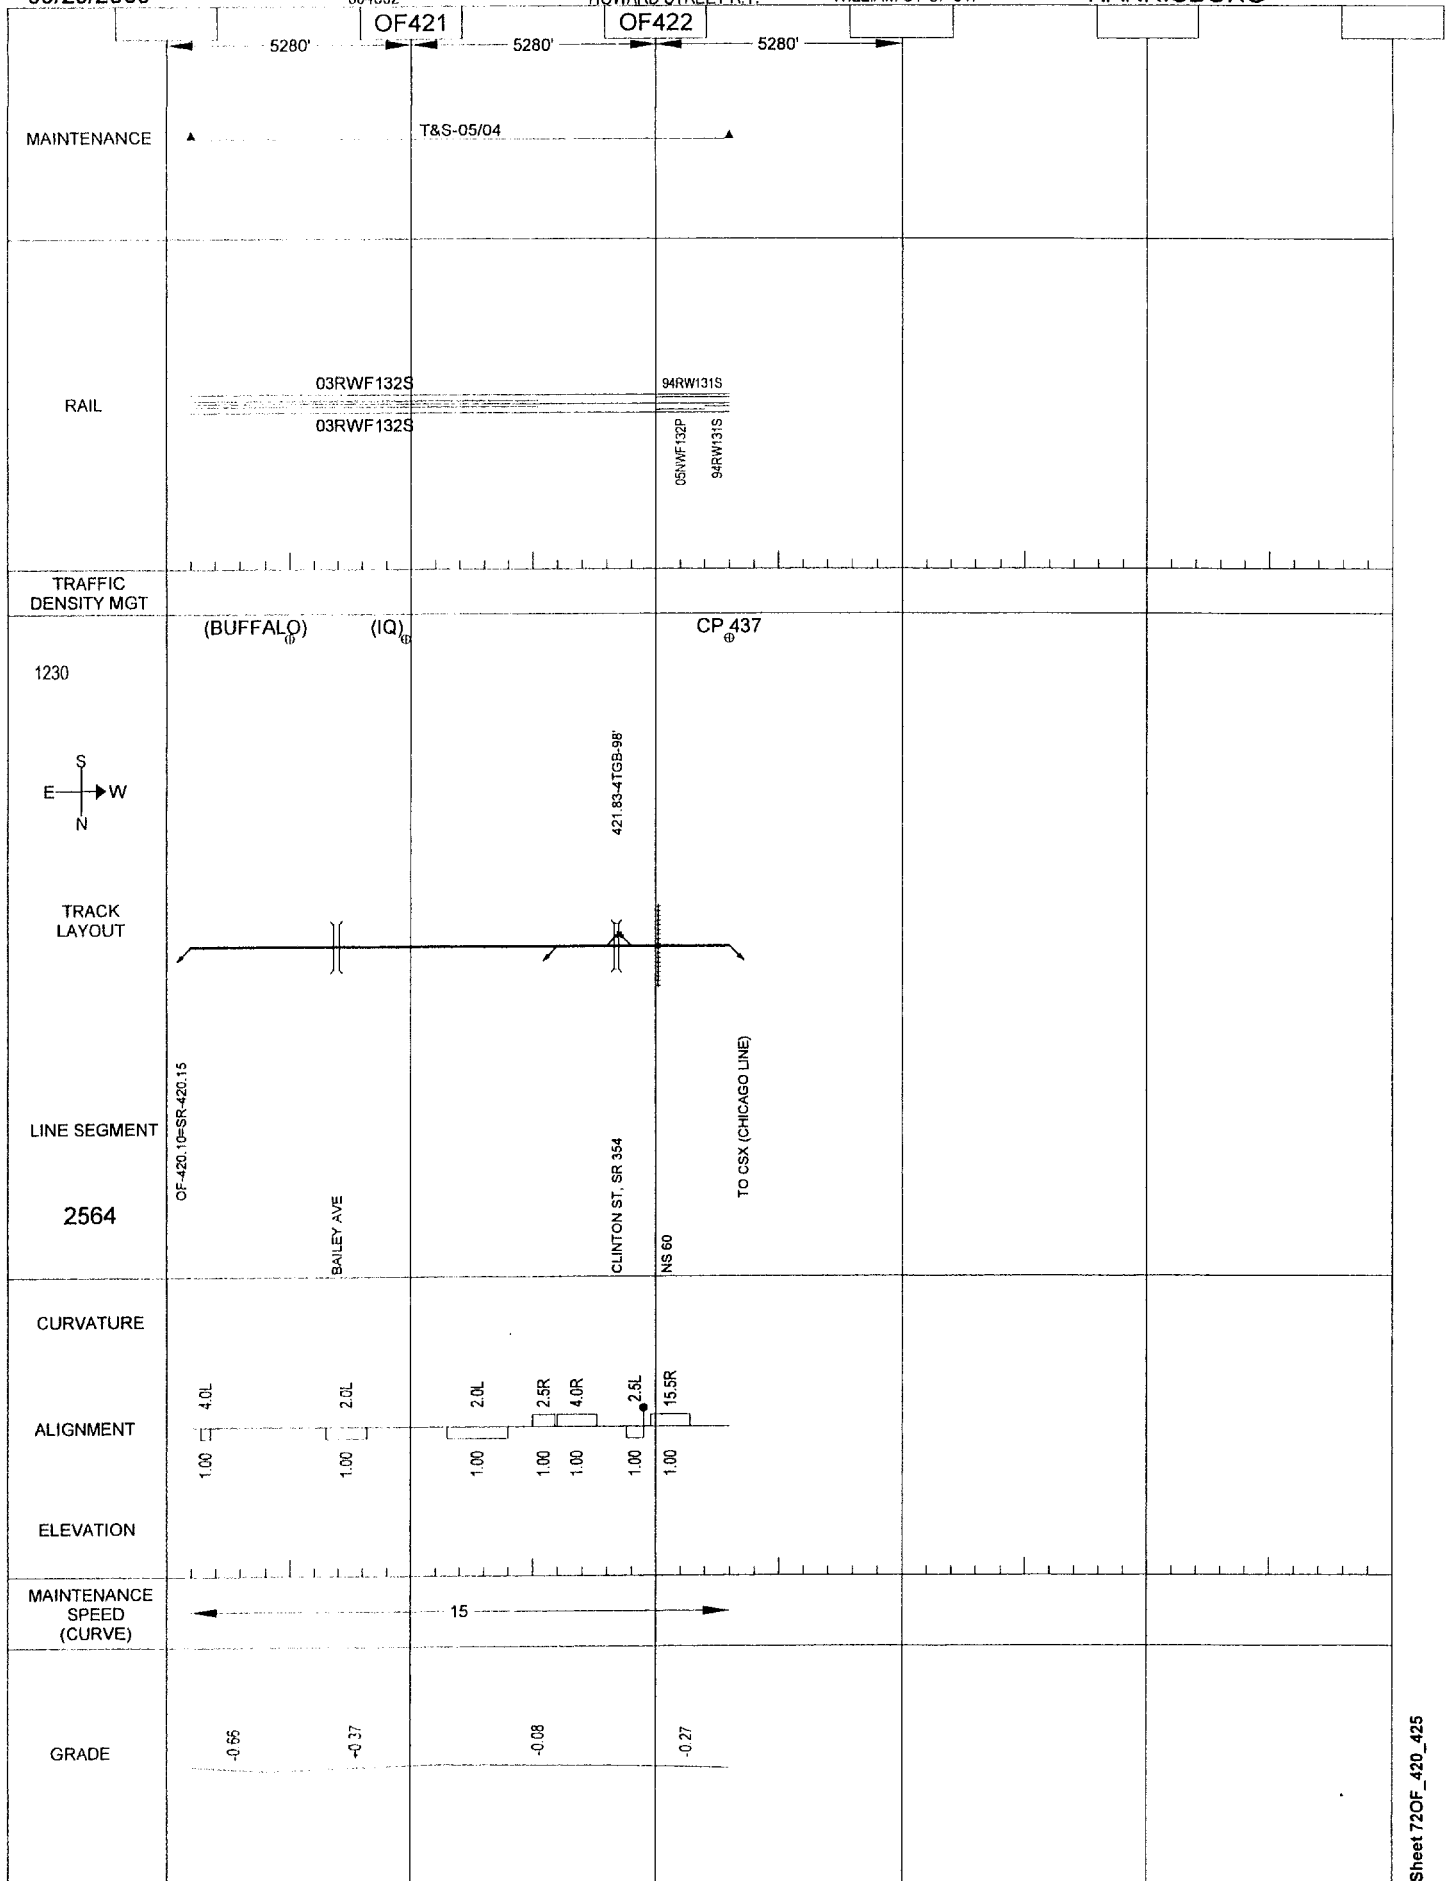 OF421
OF422
5280'
5280'
5280'
MAINTENANCE
T&S-05/04
RAIL
03RWF132S
94RW131S
03RWF132S
05NWF132P
94RW131S
TRAFFIC
DENSITY MGT
(BUFFALO)
(IQ)
CP 437
1230
S
E
W
N
421.83-4TGB-98'
TRACK
LAYOUT
LINE SEGMENT
2564
OF-420.10=SR-420.15
BAILEY AVE
CLINTON ST, SR 354
NS 60
TO CSX (CHICAGO LINE)
CURVATURE
4.0L
2.0L
2.0L
2.5R
4.0R
2.5L
15.5R
ALIGNMENT
1.00
1.00
1.00
1.00
1.00
1.00
1.00
ELEVATION
MAINTENANCE
SPEED
(CURVE)
15
GRADE
-0.66
+0.37
-0.08
-0.27
Sheet 72OF_420_425